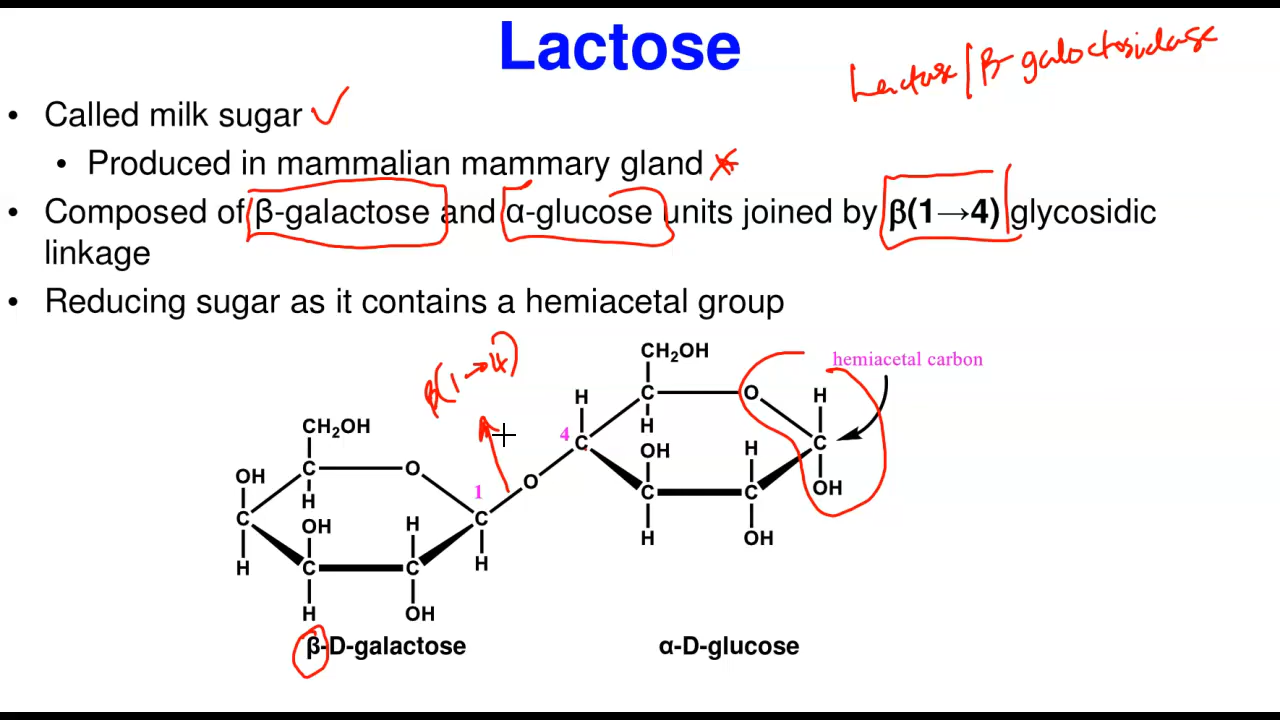 Lactose
Lactase/β-galactosidase
• Called milk sugar
• Produced in mammalian mammary gland
• Composed of β-galactose and α-glucose units joined by β(1→4) glycosidic
linkage
• Reducing sugar as it contains a hemiacetal group
β(1→4)
CH₂OH
hemiacetal carbon
C O H
H
H
4 C OH H C
CH₂OH
OH
C O
1 O C C OH
H
OH
C OH H C H OH
H C C H
H OH
β-D-galactose
α-D-glucose